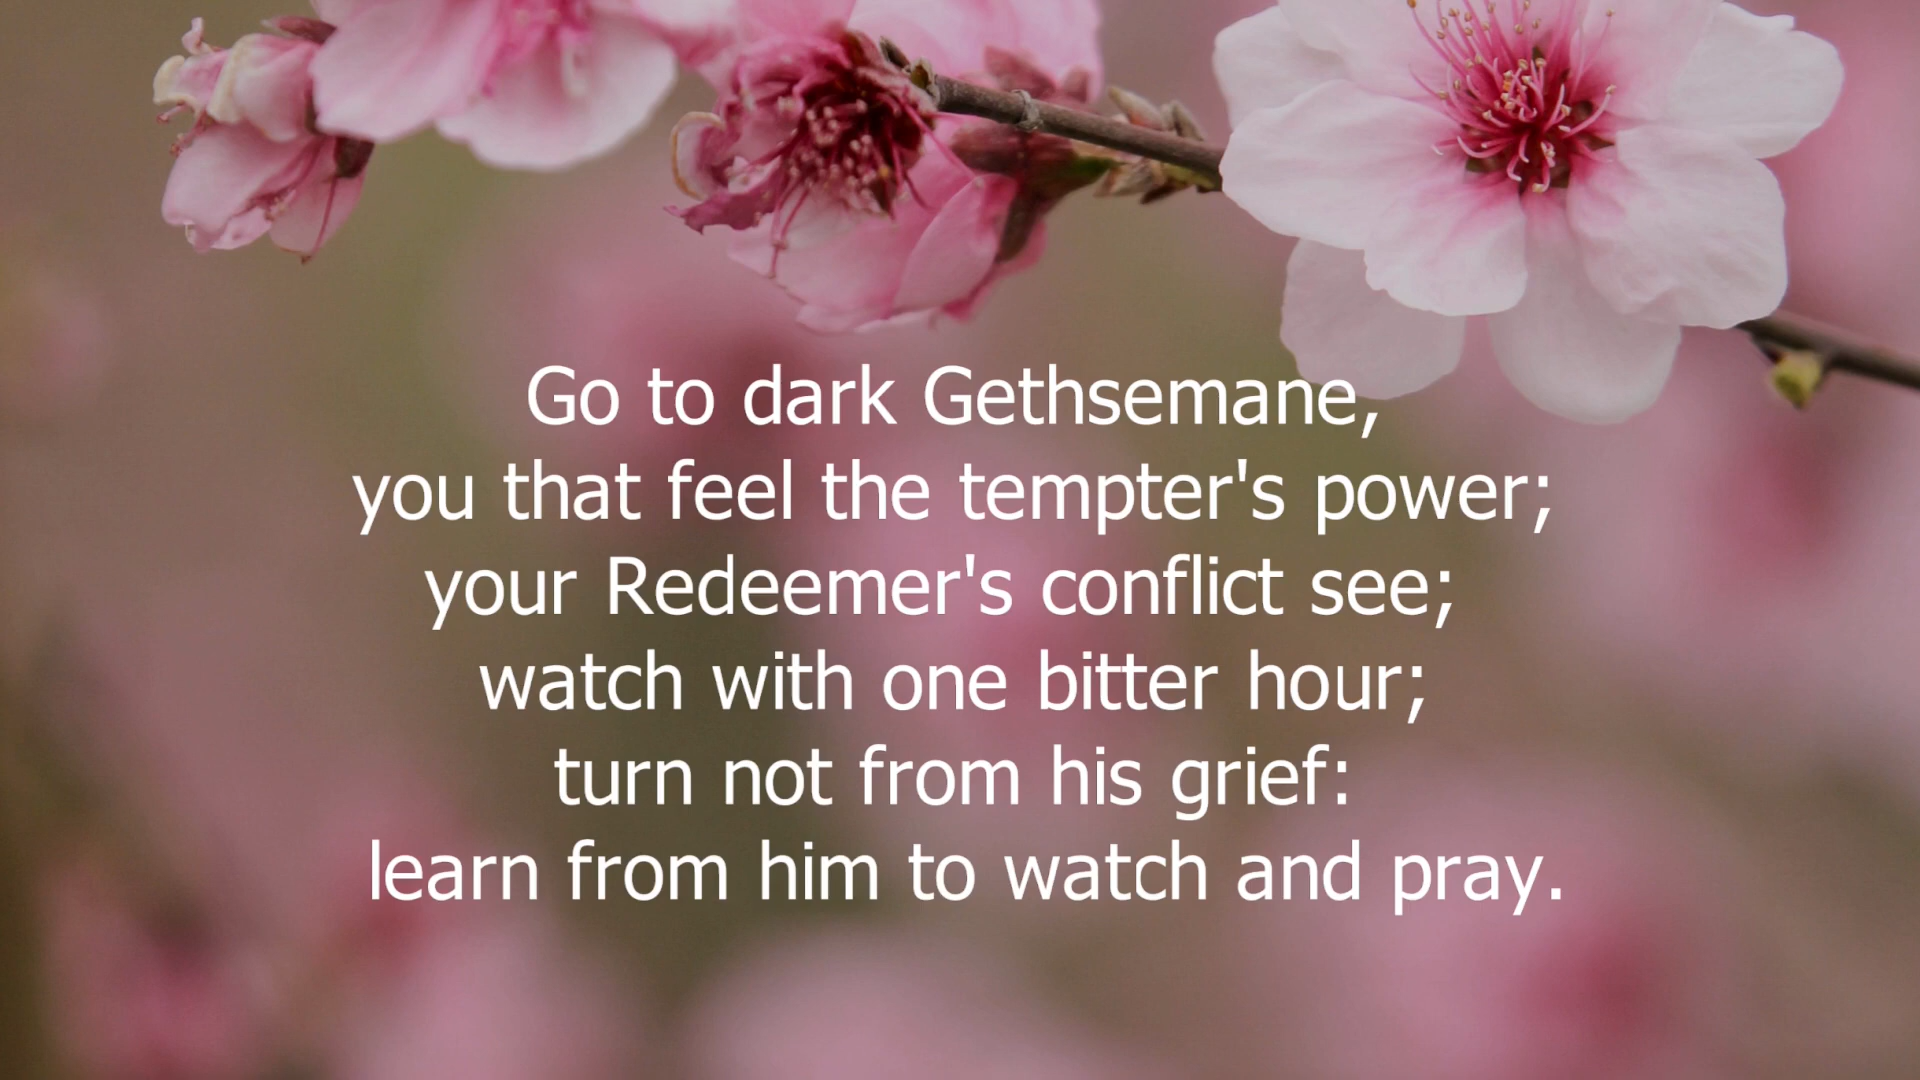 Go to dark Gethsemane,
you that feel the tempter's power;
your Redeemer's conflict see;
watch with one bitter hour;
turn not from his grief:
learn from him to watch and pray.